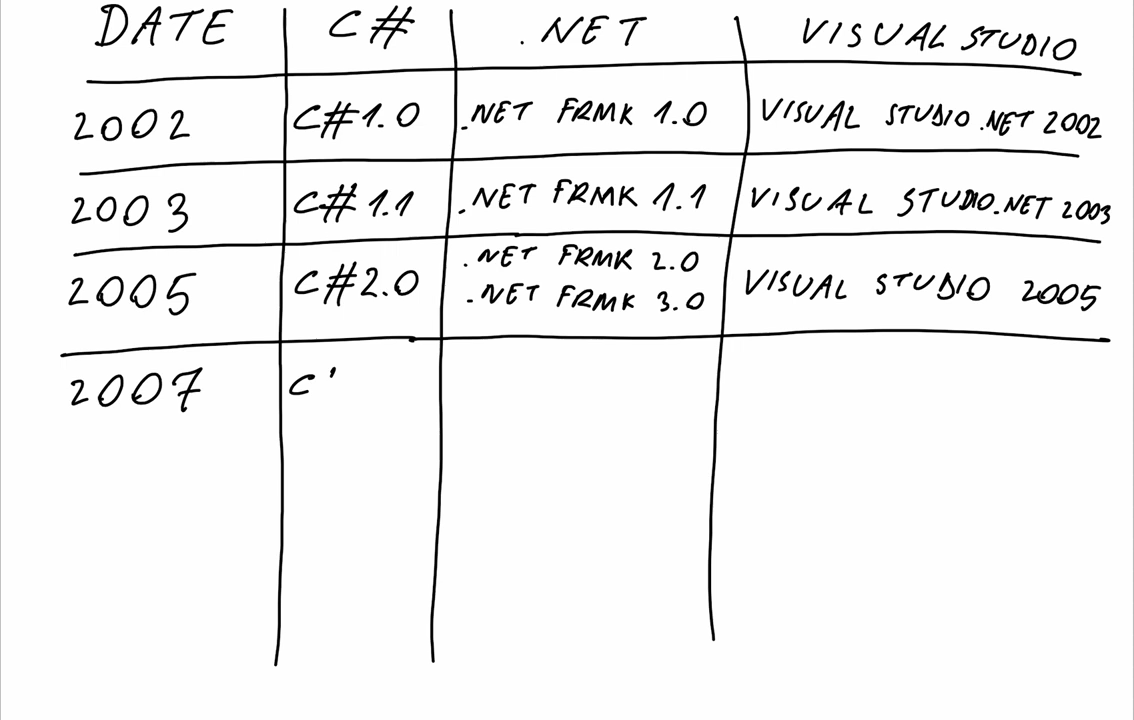 DATE C# .NET VISUAL STUDIO
2002 C#1.0 .NET FRMK 1.0 VISUAL STUDIO.NET 2002
2003 C#1.1 .NET FRMK 1.1 VISUAL STUDIO.NET 2003
2005 C#2.0 .NET FRMK 2.0 VISUAL STUDIO 2005
.NET FRMK 3.0
2007 C '